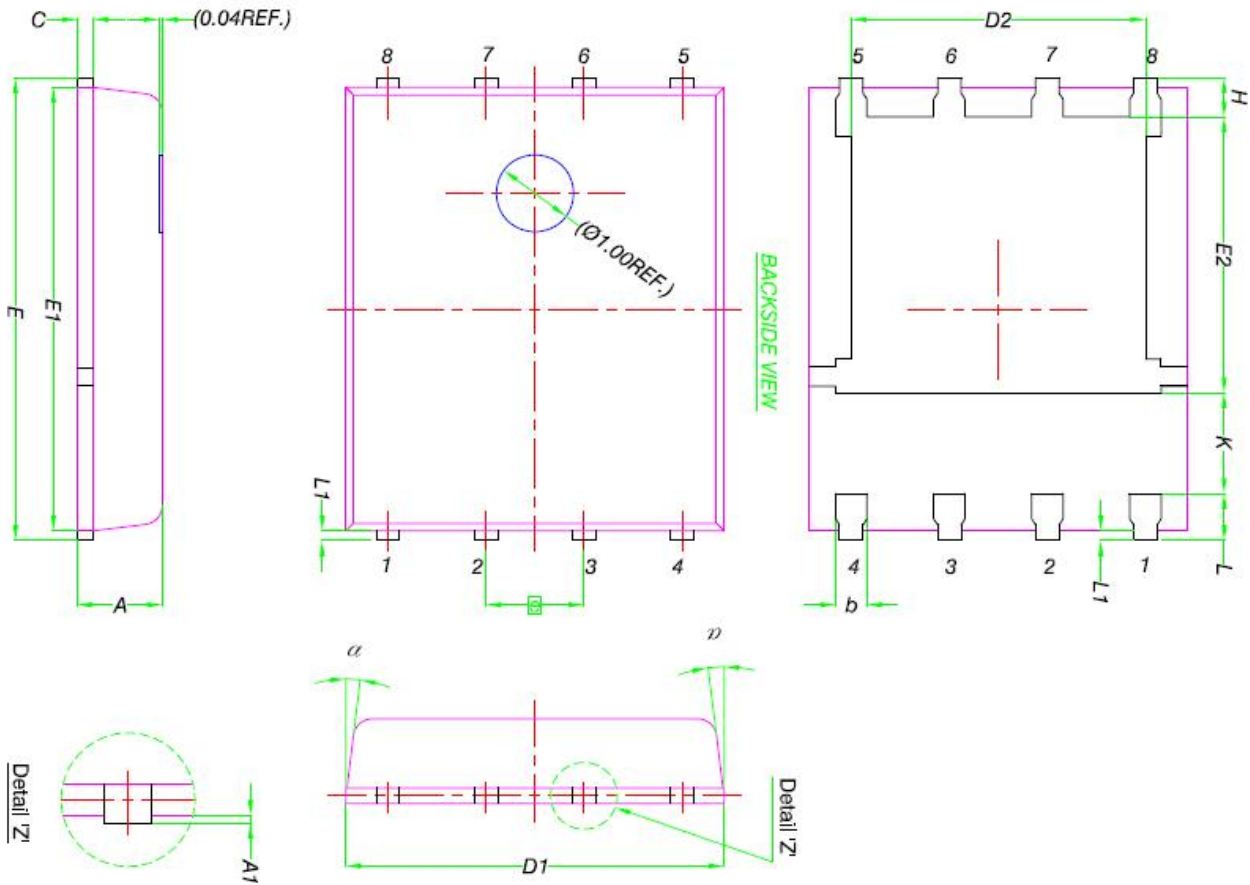 C
(0.04REF.)
E
E1
A
8 7 6 5
(Ø1.00REF.)
L1
1 2 3 4
e
BACKSIDE VIEW
D2
5 6 7 8
H
E2
K
L
L1
4 3 2 1
b
α α
D1
Detail 'Z'
Detail 'Z'
A1